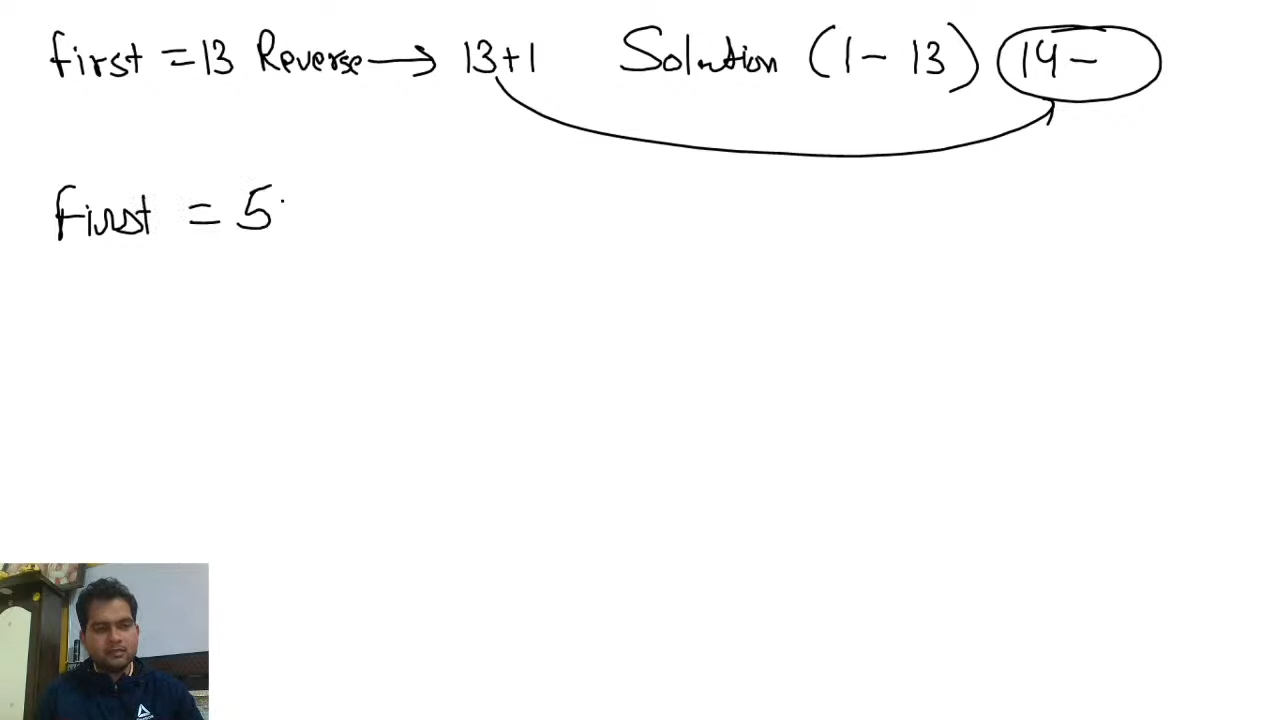 first = 13 Reverse → 13+1 Solution (1 - 13) 14 -
First = 5